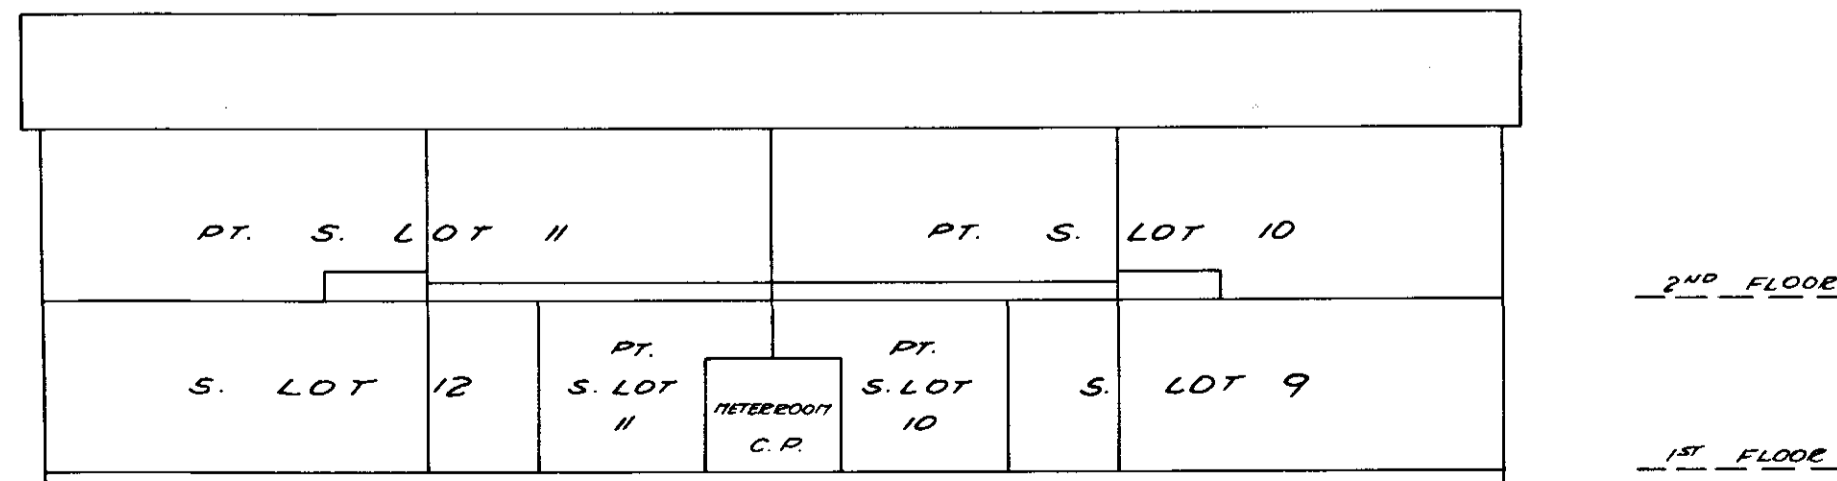 PT. S. LOT 11
PT. S. LOT 10
2ND FLOOR
S. LOT 12
PT.
S. LOT
11
METERROOM
C. P.
PT.
S. LOT
10
S. LOT 9
1ST FLOOR